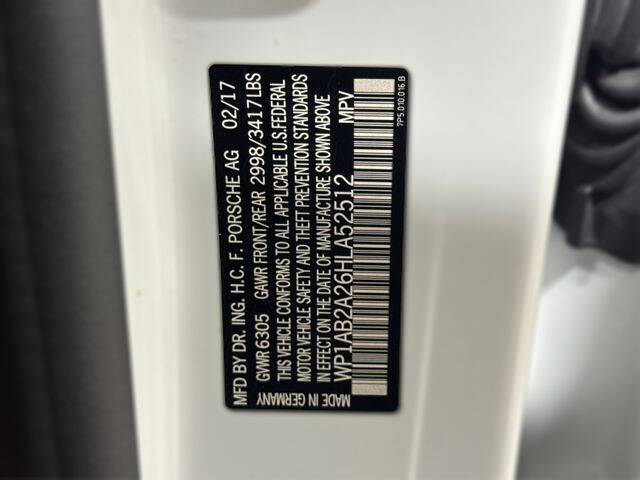 MFD BY DR. ING. H.C. F. PORSCHE AG 02/17
GVWR 6305 GAWR FRONT/REAR 2998/3417LBS
THIS VEHICLE CONFORMS TO ALL APPLICABLE U.S.FEDERAL
MOTOR VEHICLE SAFETY AND THEFT PREVENTION STANDARDS
IN EFFECT ON THE DATE OF MANUFACTURE SHOWN ABOVE
WP1AB2A26HLA52512 MPV
MADE IN GERMANY
7P5.010.016.B